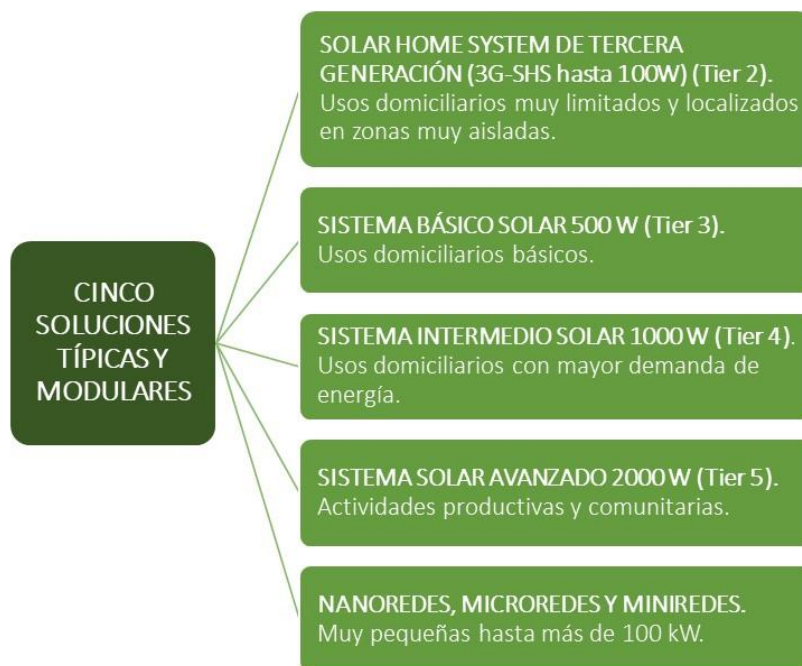 CINCO
SOLUCIONES
TÍPICAS Y
MODULARES
SOLAR HOME SYSTEM DE TERCERA
GENERACIÓN (3G-SHS hasta 100W) (Tier 2).
Usos domiciliarios muy limitados y localizados
en zonas muy aisladas.
SISTEMA BÁSICO SOLAR 500 W (Tier 3).
Usos domiciliarios básicos.
SISTEMA INTERMEDIO SOLAR 1000 W (Tier 4).
Usos domiciliarios con mayor demanda de
energía.
SISTEMA SOLAR AVANZADO 2000 W (Tier 5).
Actividades productivas y comunitarias.
NANOREDES, MICROREDES Y MINIREDES.
Muy pequeñas hasta más de 100 kW.